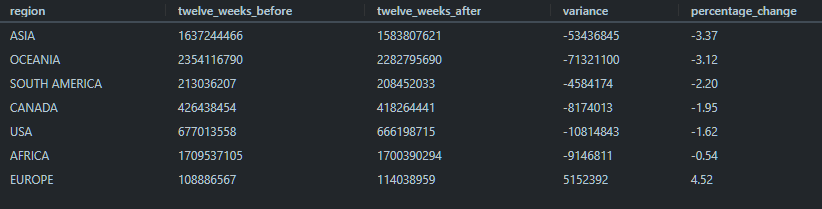 region twelve_weeks_before twelve_weeks_after variance percentage_change
ASIA 1637244466 1583807621 -53436845 -3.37
OCEANIA 2354116790 2282795690 -71321100 -3.12
SOUTH AMERICA 213036207 208452033 -4584174 -2.20
CANADA 426438454 418264441 -8174013 -1.95
USA 677013558 666198715 -10814843 -1.62
AFRICA 1709537105 1700390294 -9146811 -0.54
EUROPE 108886567 114038959 5152392 4.52